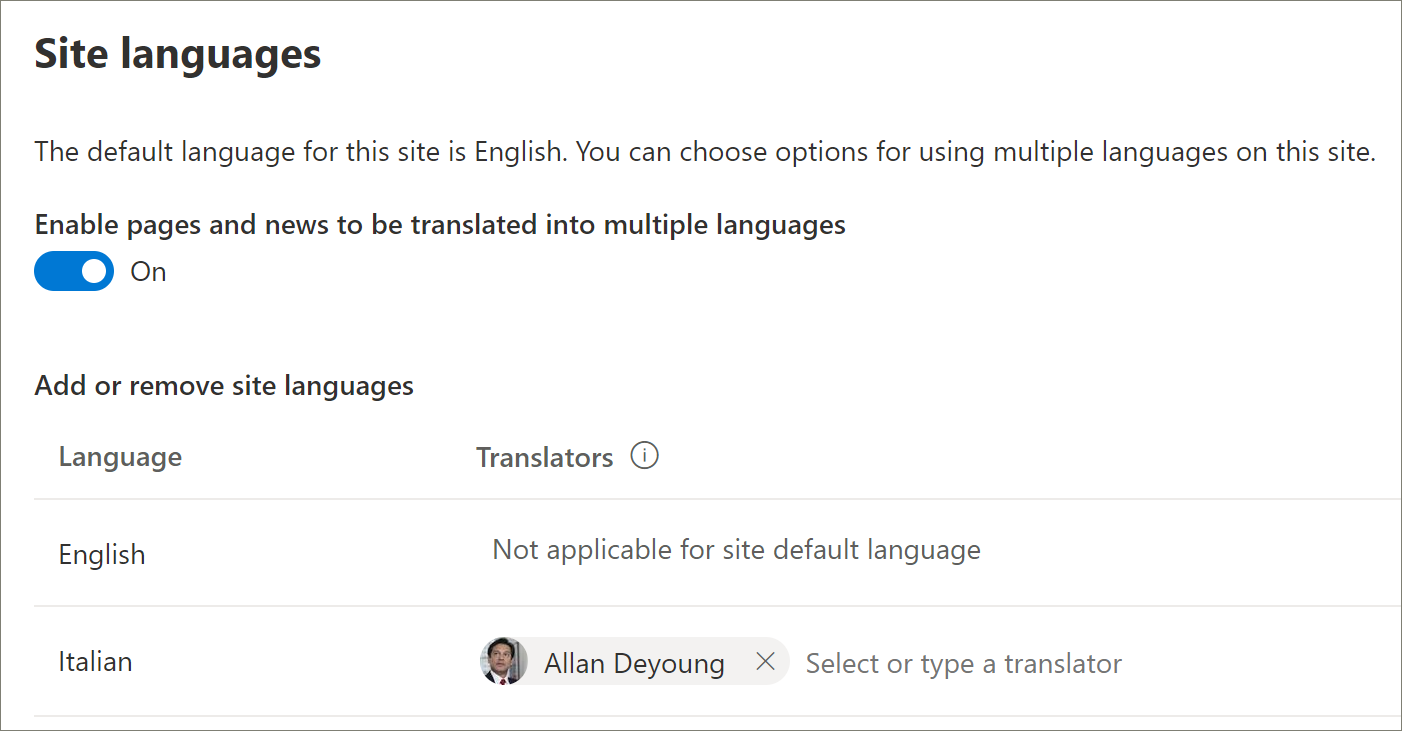 Site languages
The default language for this site is English. You can choose options for using multiple languages on this site.
Enable pages and news to be translated into multiple languages
On
Add or remove site languages
Language Translators
English Not applicable for site default language
Italian Allan Deyoung Select or type a translator